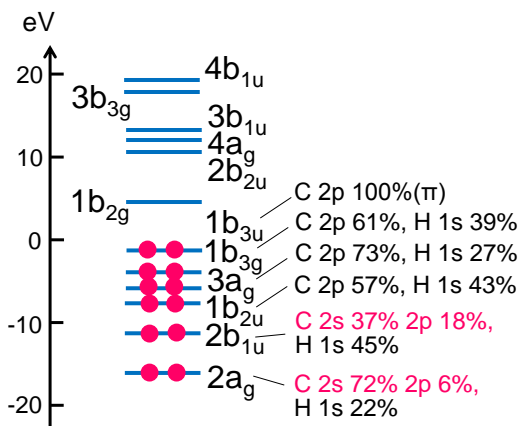 eV
20
10
0
-10
-20
4b1u
3b3g
3b1u
4ag
2b2u
1b2g
1b3u
1b3g
3ag
1b2u
2b1u
2ag
C 2p 100%(π)
C 2p 61%, H 1s 39%
C 2p 73%, H 1s 27%
C 2p 57%, H 1s 43%
C 2s 37% 2p 18%,
H 1s 45%
C 2s 72% 2p 6%,
H 1s 22%